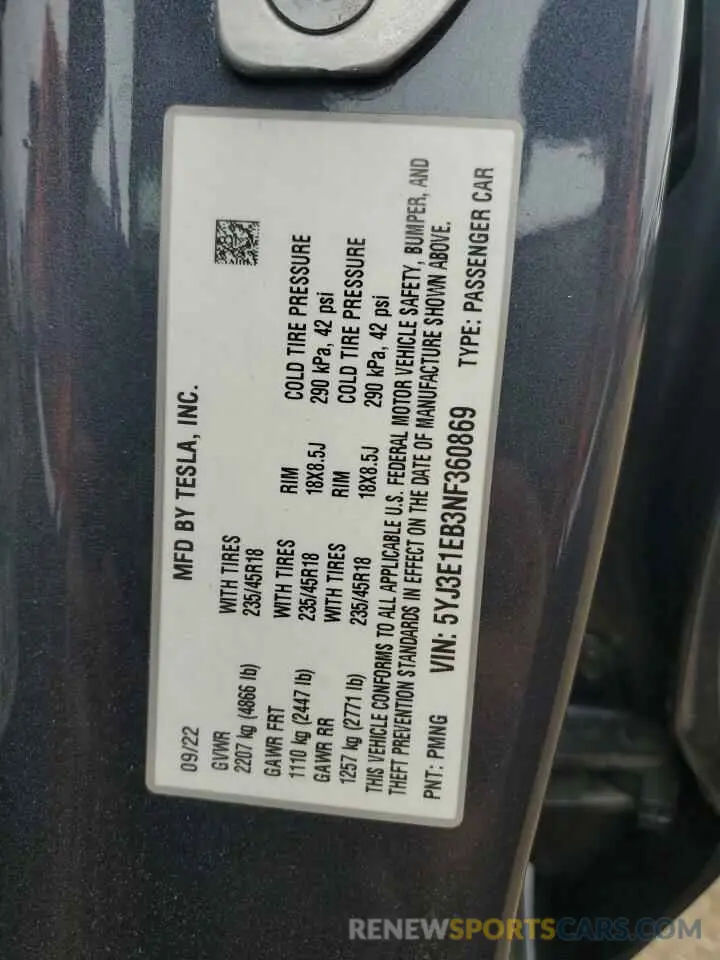 MFD BY TESLA, INC.
09/22
GVWR WITH TIRES RIM COLD TIRE PRESSURE
2207 kg (4866 lb) 235/45R18
GAWR FRT WITH TIRES RIM COLD TIRE PRESSURE
1110 kg (2447 lb) 235/45R18 18X8.5J 290 kPa, 42 psi
GAWR RR WITH TIRES RIM COLD TIRE PRESSURE
1257 kg (2771 lb) 235/45R18 18X8.5J 290 kPa, 42 psi
THIS VEHICLE CONFORMS TO ALL APPLICABLE U.S. FEDERAL MOTOR VEHICLE SAFETY, BUMPER, AND
THEFT PREVENTION STANDARDS IN EFFECT ON THE DATE OF MANUFACTURE SHOWN ABOVE.
PNT: PMNG VIN: 5YJ3E1EB3NF360869 TYPE: PASSENGER CAR
RENEWSPORTSCARS.COM